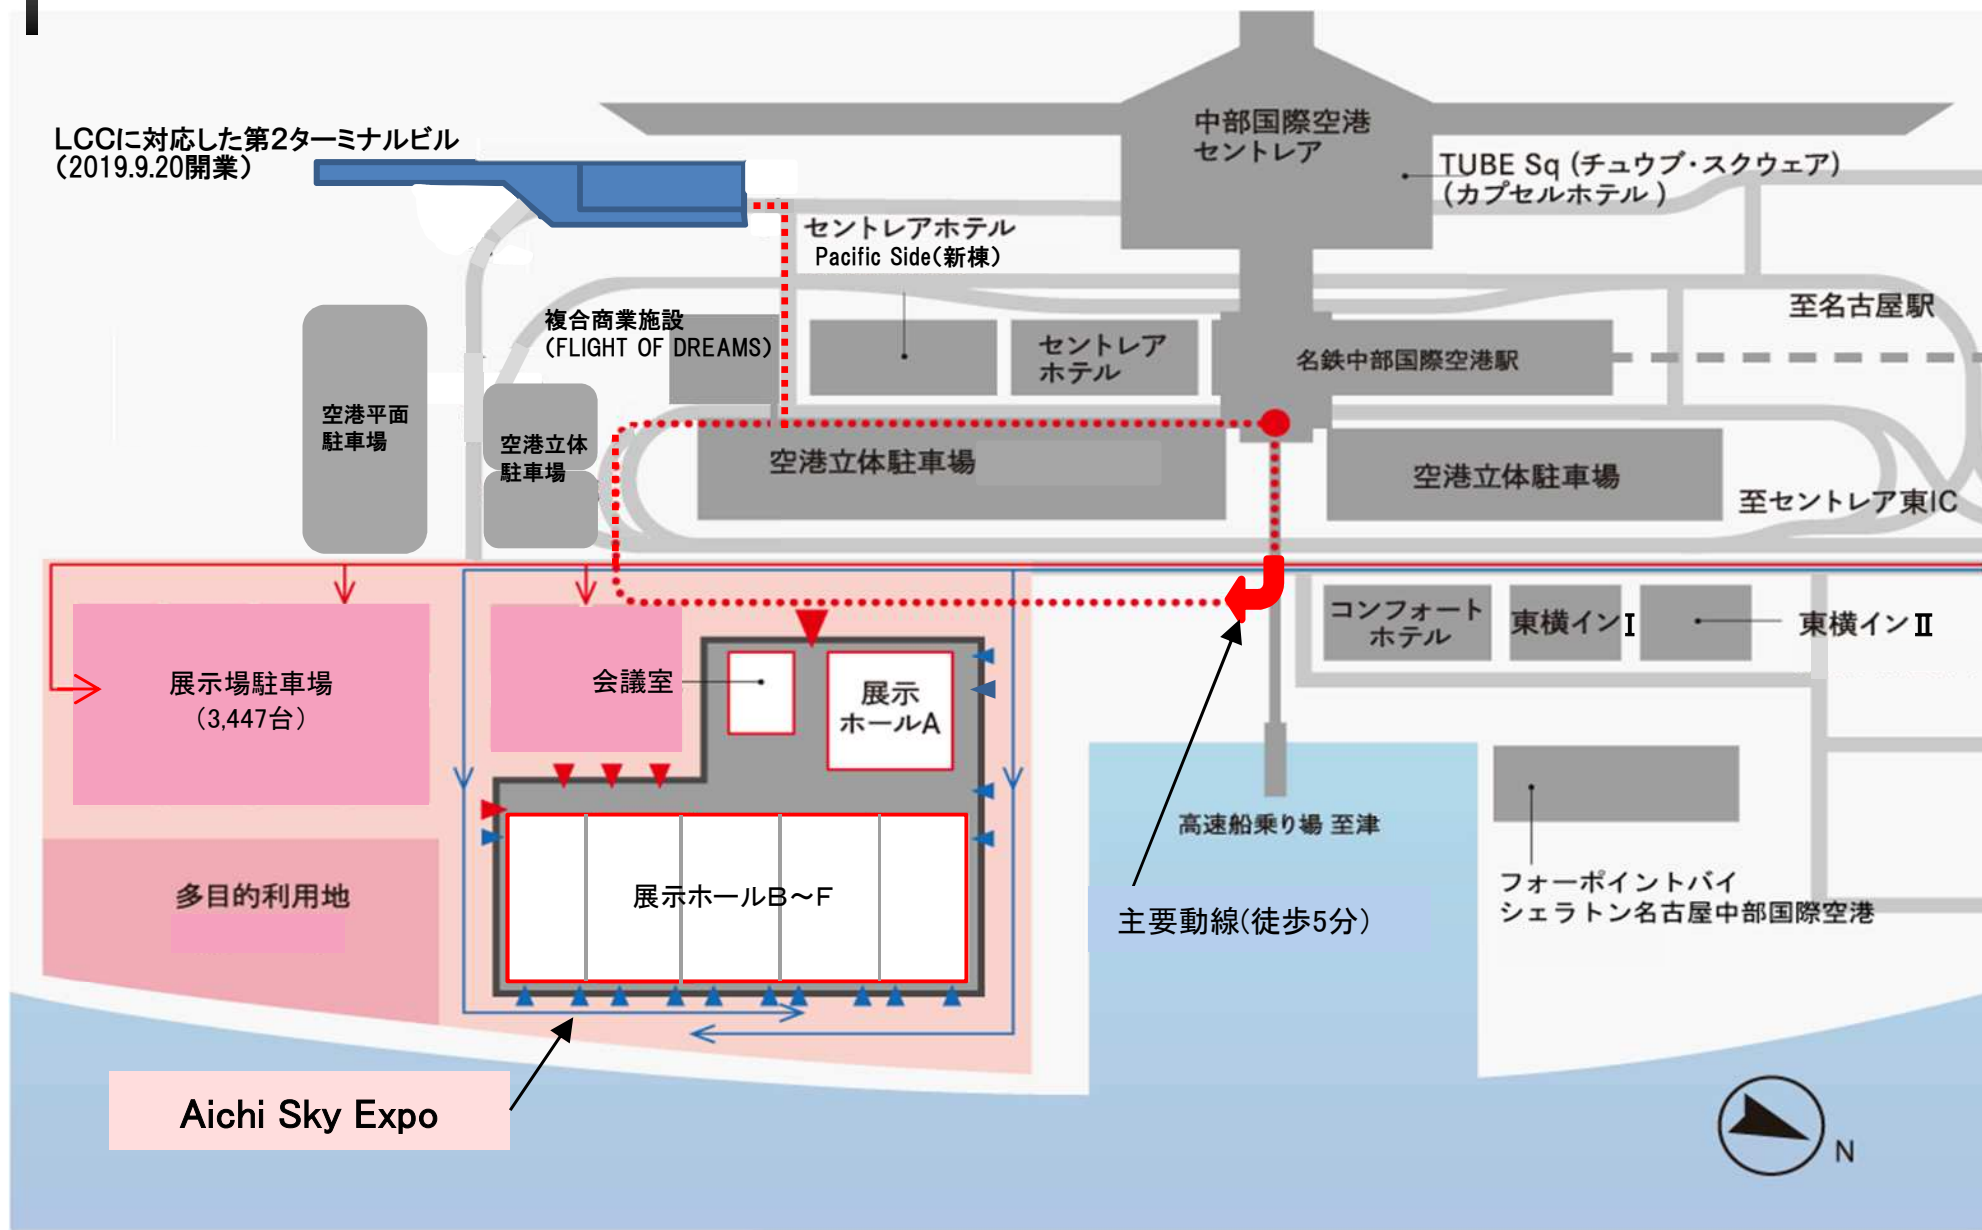 LCCに対応した第2ターミナルビル
（2019.9.20開業）
中部国際空港
セントレア
TUBE Sq (チュウブ・スクウェア)
(カプセルホテル )
セントレアホテル
Pacific Side（新棟）
至名古屋駅
複合商業施設
（FLIGHT OF DREAMS）
セントレア
ホテル
名鉄中部国際空港駅
空港平面
駐車場
空港立体
駐車場
空港立体駐車場
空港立体駐車場
至セントレア東IC
コンフォート
ホテル
東横インⅠ
東横インⅡ
展示場駐車場
（3,447台）
会議室
展示
ホールA
高速船乗り場 至津
多目的利用地
展示ホールB～F
主要動線(徒歩5分）
フォーポイントバイ
シェラトン名古屋中部国際空港
Aichi Sky Expo
N